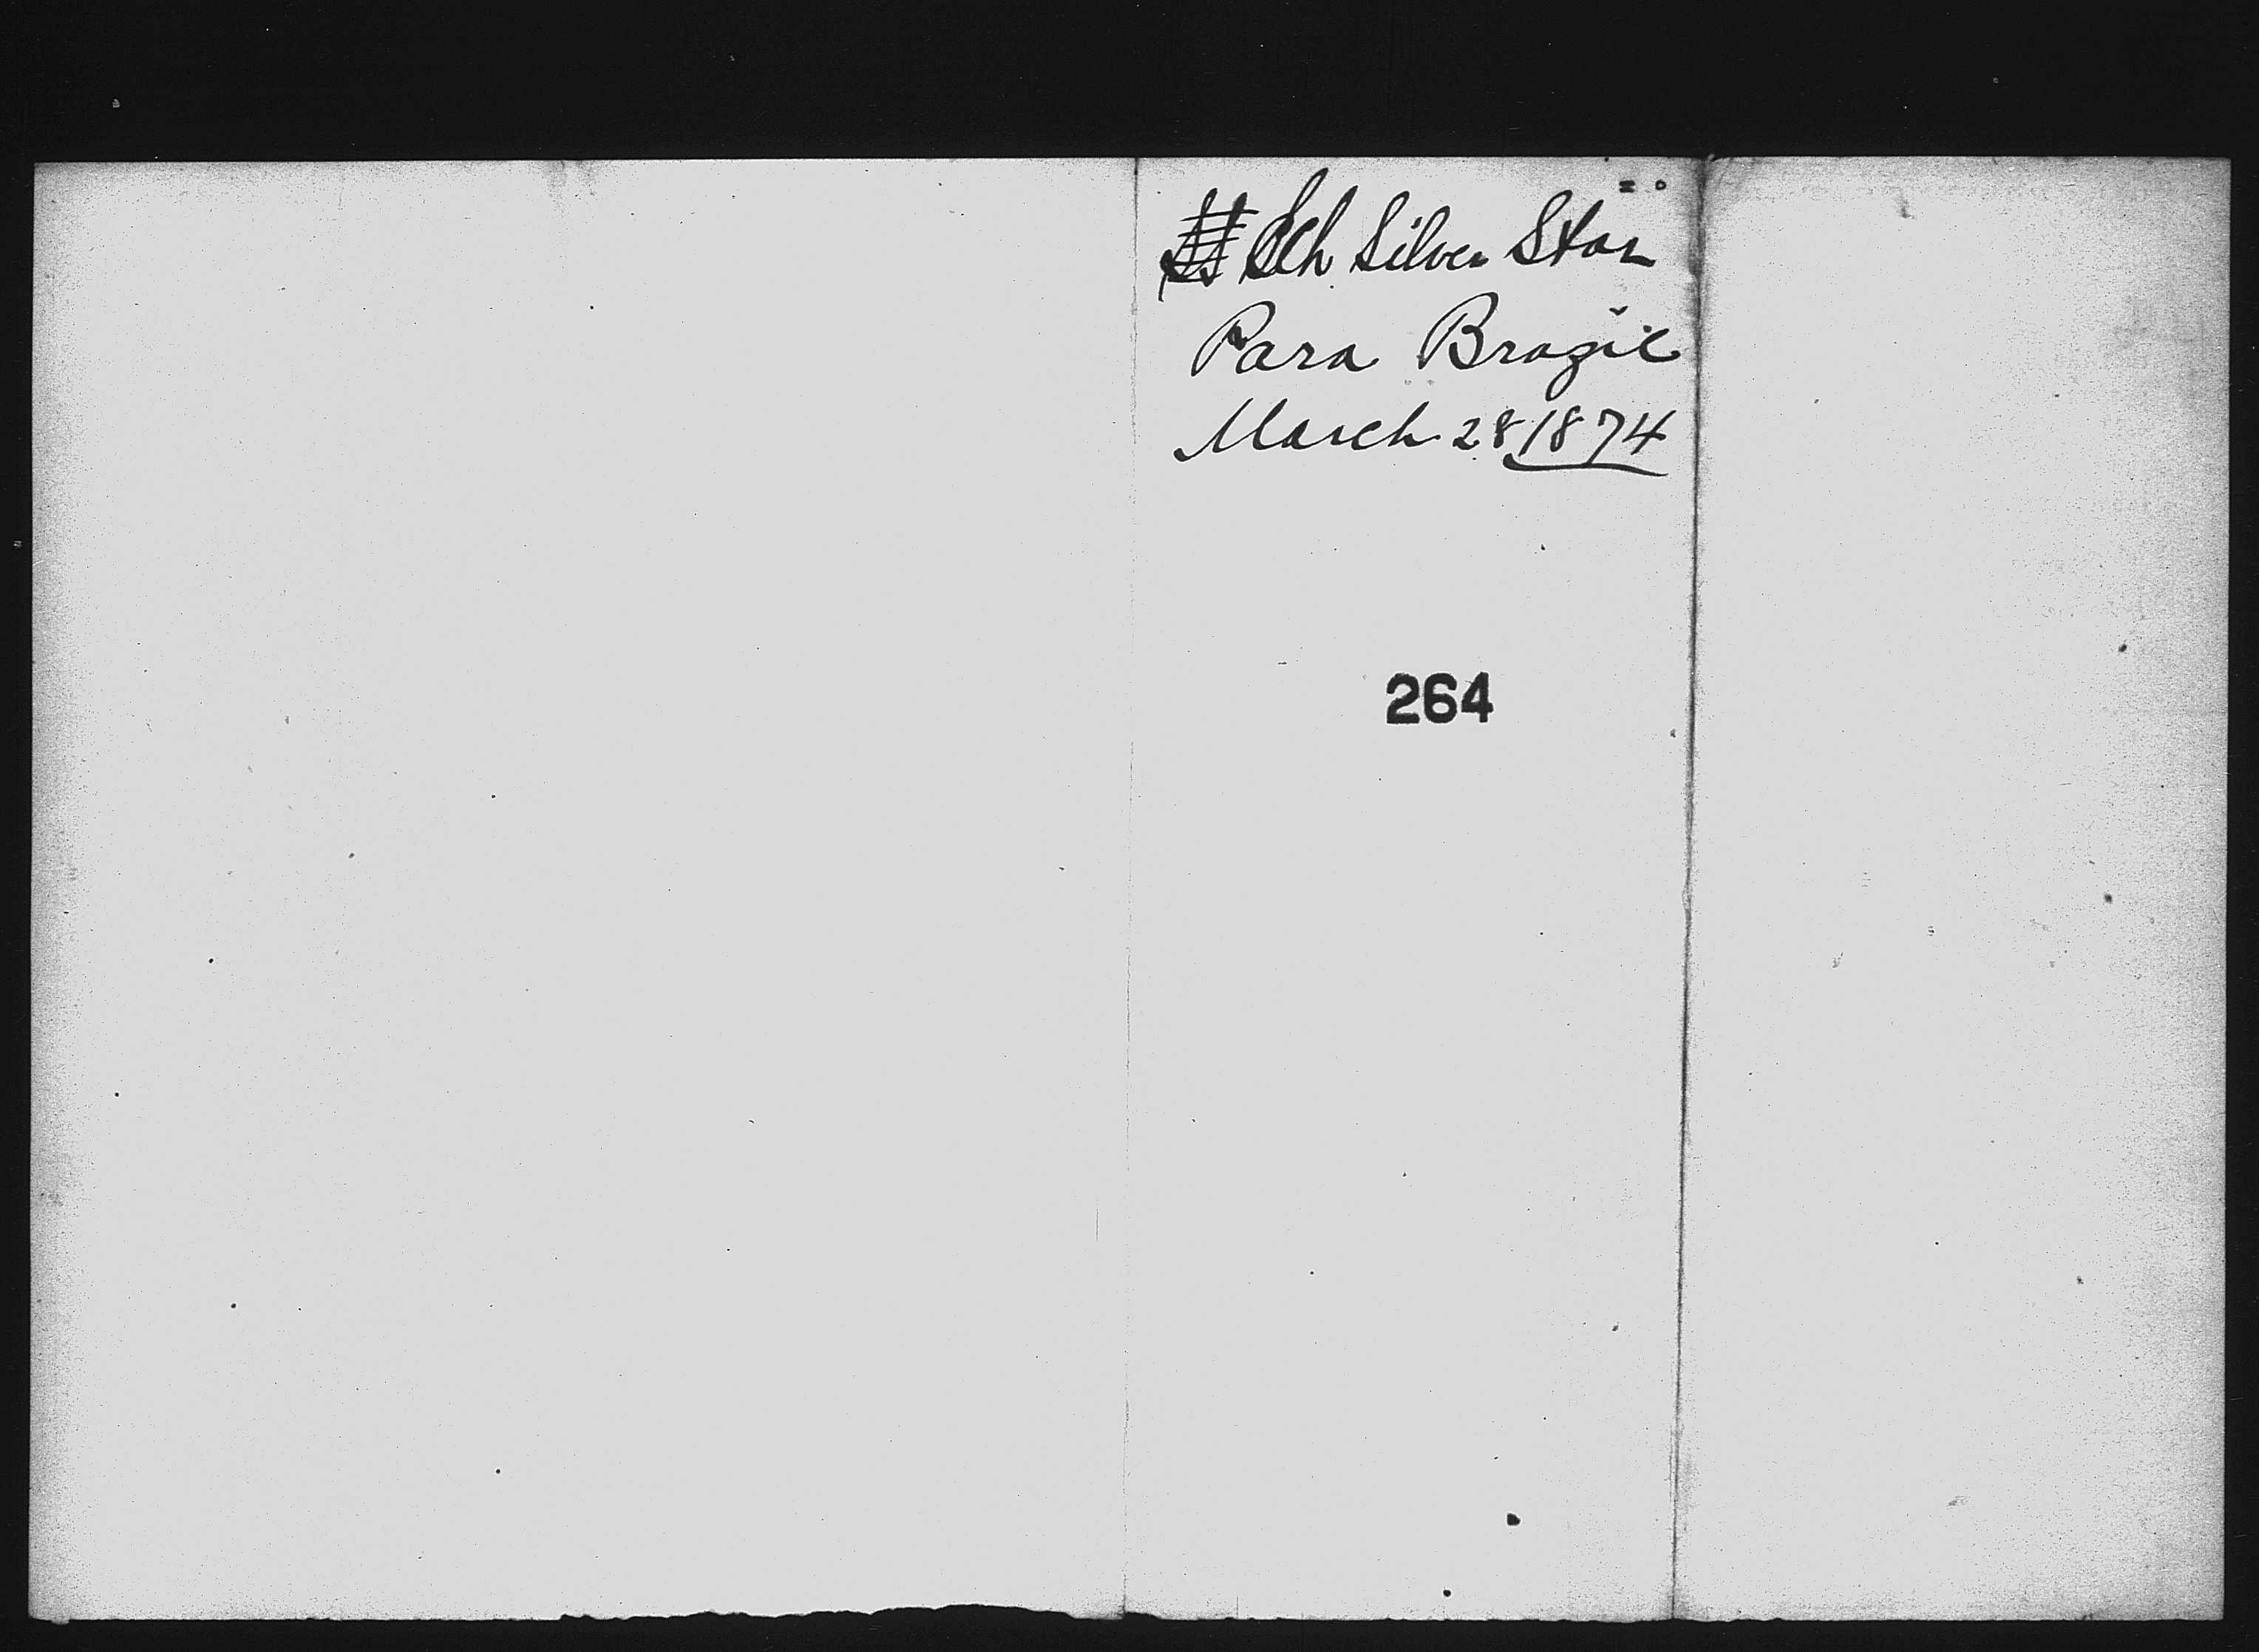 Sch Silver Star
Para Brazil
March 28 1874
264